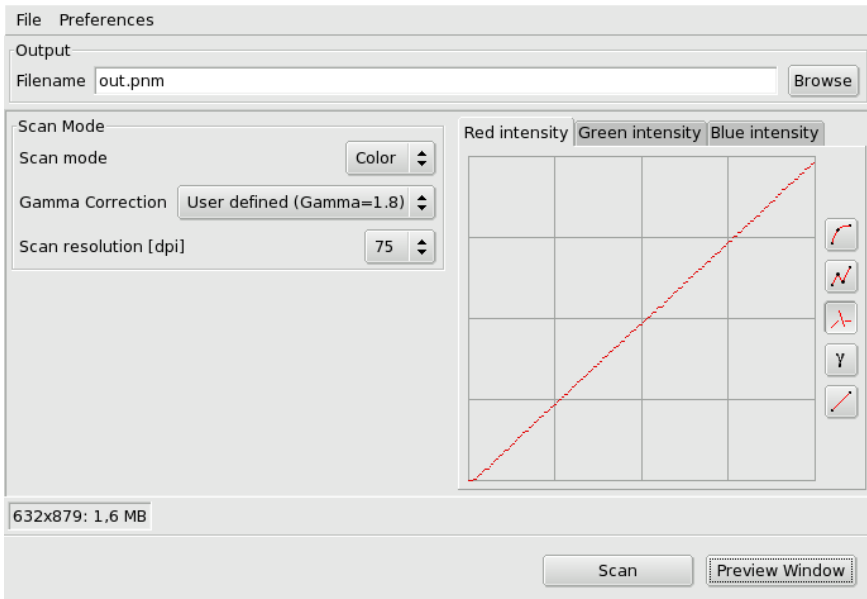 File Preferences
Output
Filename out.pnm Browse
Scan Mode
Scan mode Color
Gamma Correction User defined (Gamma=1.8)
Scan resolution [dpi] 75
Red intensity Green intensity Blue intensity
γ
632x879: 1,6 MB
Scan Preview Window